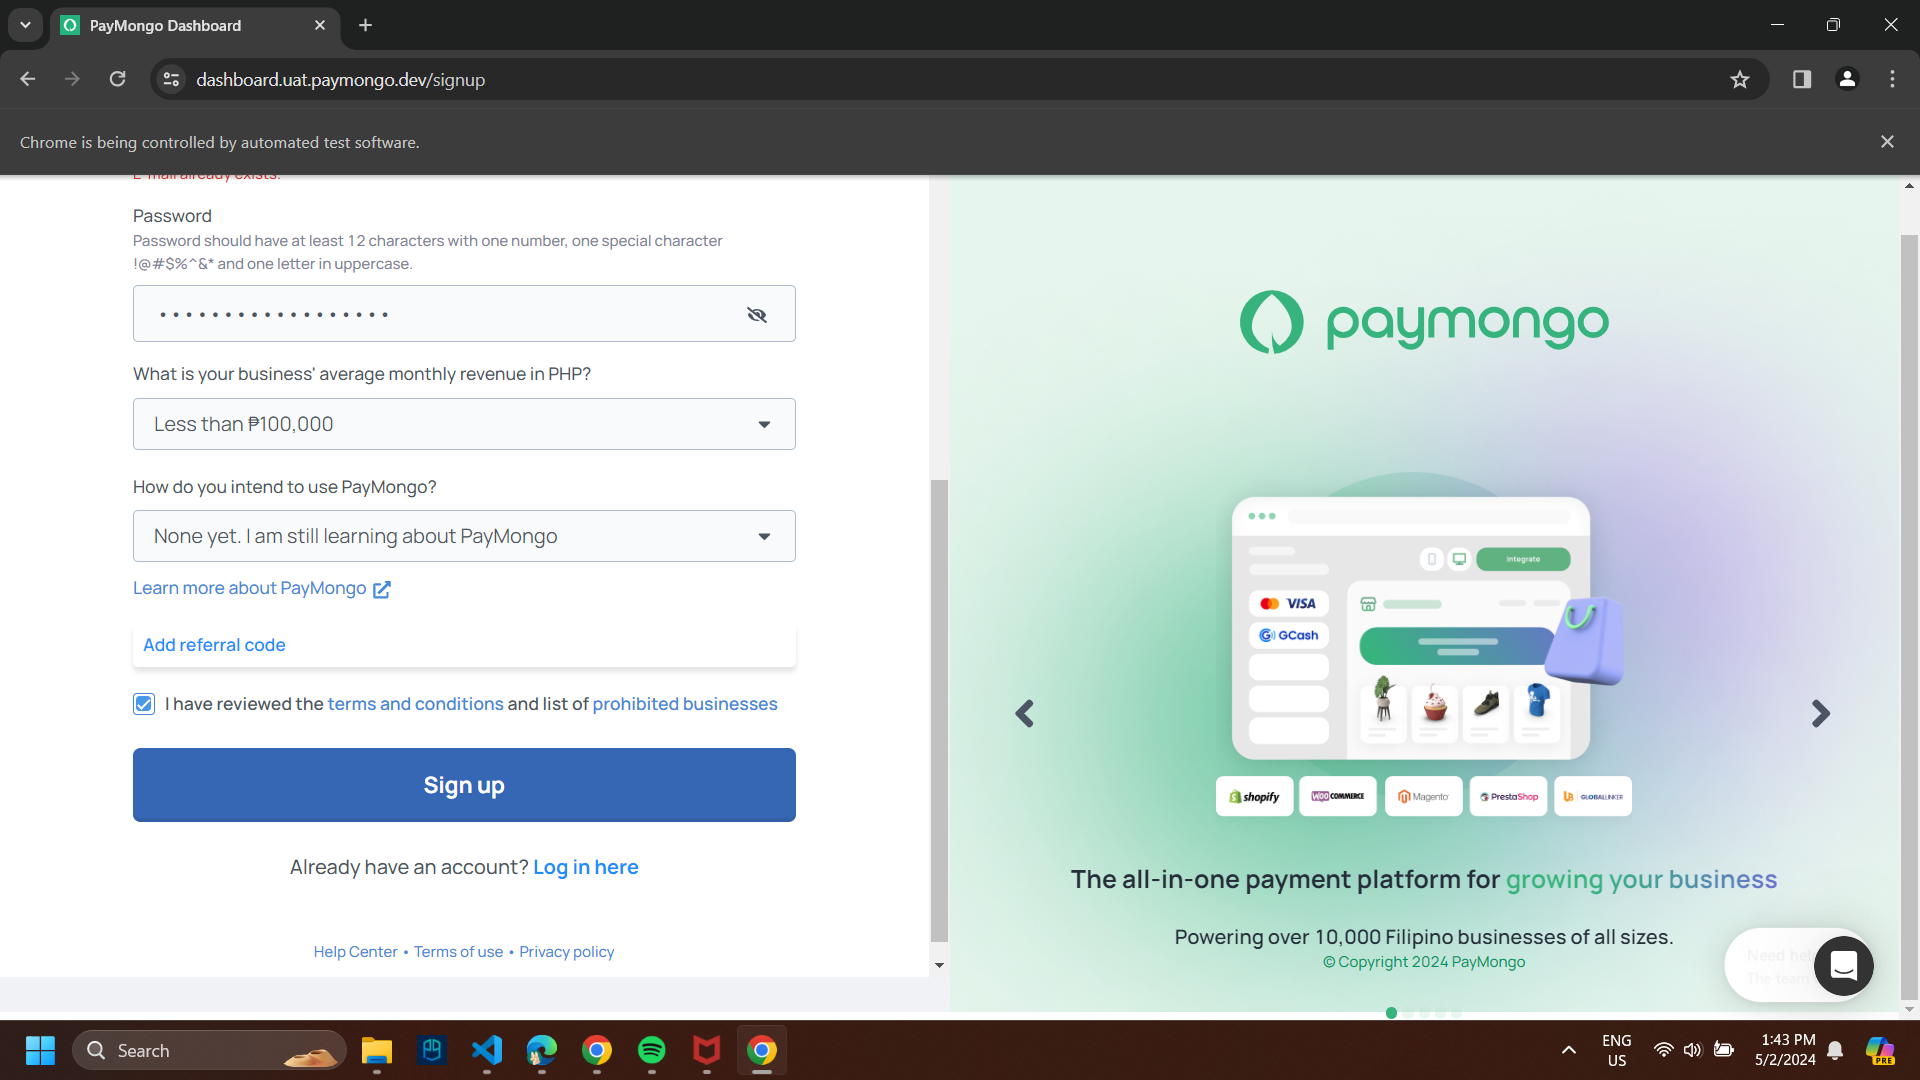 PayMongo Dashboard
dashboard.uat.paymongo.dev/signup
Chrome is being controlled by automated test software.
E-mail already exists.
Password
Password should have at least 12 characters with one number, one special character
!@#$%^&* and one letter in uppercase.
What is your business' average monthly revenue in PHP?
Less than ₱100,000
How do you intend to use PayMongo?
None yet. I am still learning about PayMongo
Learn more about PayMongo
Add referral code
I have reviewed the terms and conditions and list of prohibited businesses
Sign up
Already have an account? Log in here
Help Center • Terms of use • Privacy policy
paymongo
Integrate
VISA
GCash
shopify
WOO COMMERCE
Magento
PrestaShop
GLOBALLINKER
The all-in-one payment platform for growing your business
Powering over 10,000 Filipino businesses of all sizes.
© Copyright 2024 PayMongo
Need
The team
Search
ENG
US
1:43 PM
5/2/2024
PRE